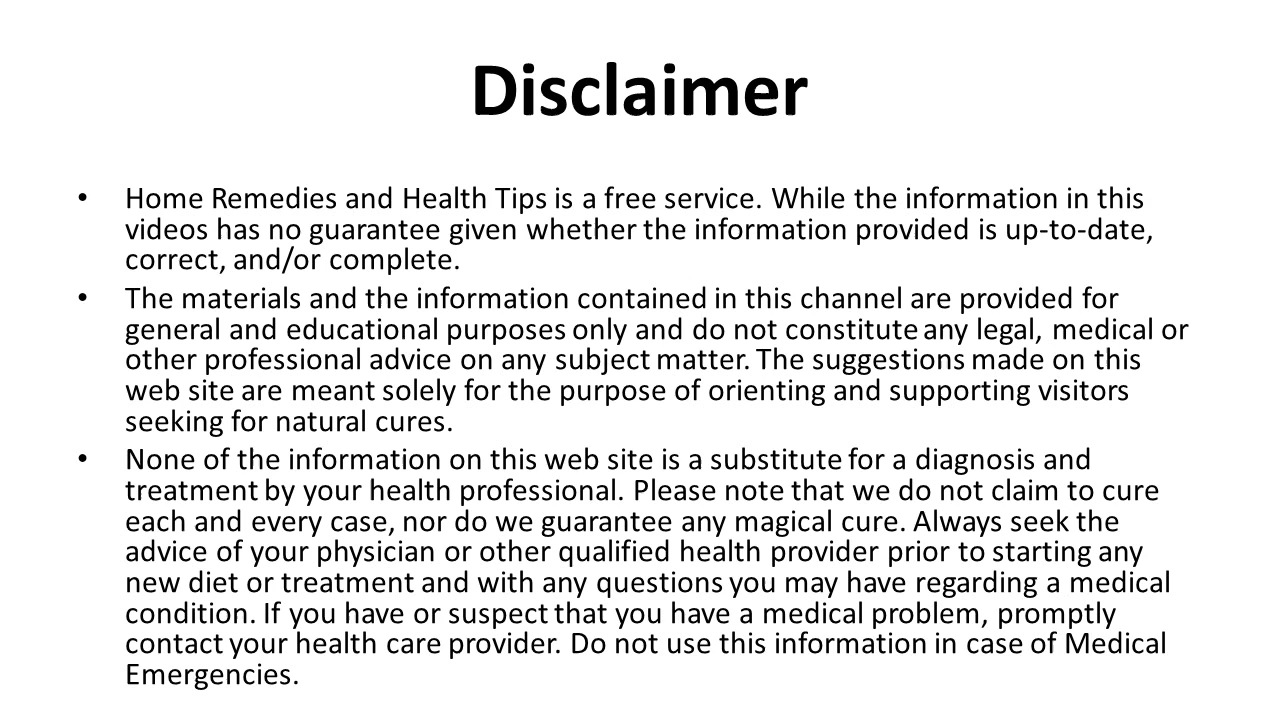 Disclaimer
• Home Remedies and Health Tips is a free service. While the information in this
videos has no guarantee given whether the information provided is up-to-date,
correct, and/or complete.
• The materials and the information contained in this channel are provided for
general and educational purposes only and do not constitute any legal, medical or
other professional advice on any subject matter. The suggestions made on this
web site are meant solely for the purpose of orienting and supporting visitors
seeking for natural cures.
• None of the information on this web site is a substitute for a diagnosis and
treatment by your health professional. Please note that we do not claim to cure
each and every case, nor do we guarantee any magical cure. Always seek the
advice of your physician or other qualified health provider prior to starting any
new diet or treatment and with any questions you may have regarding a medical
condition. If you have or suspect that you have a medical problem, promptly
contact your health care provider. Do not use this information in case of Medical
Emergencies.